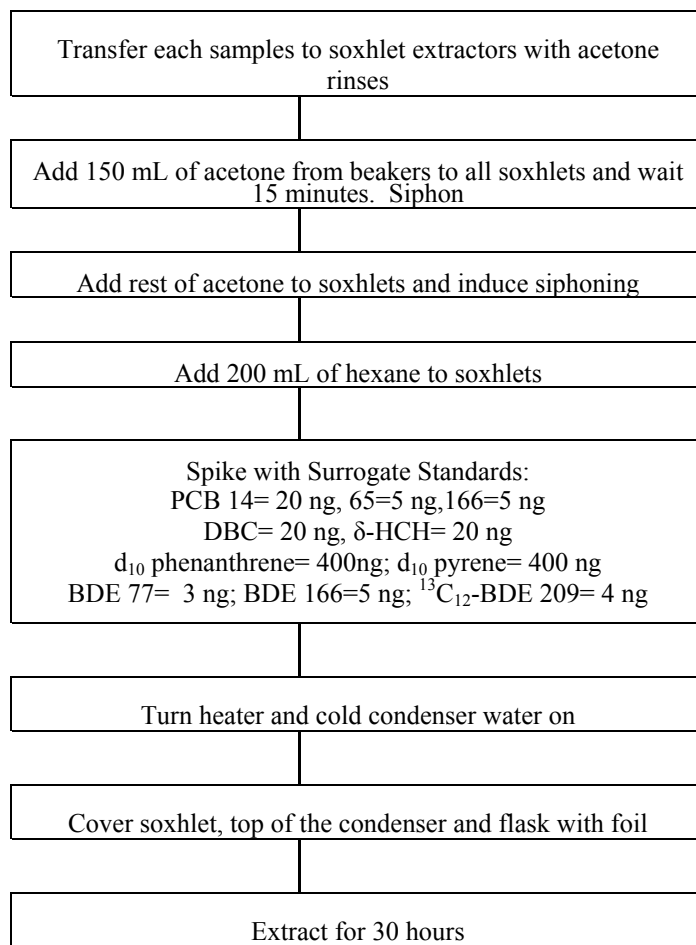 Transfer each samples to soxhlet extractors with acetone
rinses
Add 150 mL of acetone from beakers to all soxhlets and wait
15 minutes. Siphon
Add rest of acetone to soxhlets and induce siphoning
Add 200 mL of hexane to soxhlets
Spike with Surrogate Standards:
PCB 14= 20 ng, 65=5 ng,166=5 ng
DBC= 20 ng, δ-HCH= 20 ng
d₁₀ phenanthrene= 400ng; d₁₀ pyrene= 400 ng
BDE 77= 3 ng; BDE 166=5 ng; ¹³C₁₂-BDE 209= 4 ng
Turn heater and cold condenser water on
Cover soxhlet, top of the condenser and flask with foil
Extract for 30 hours